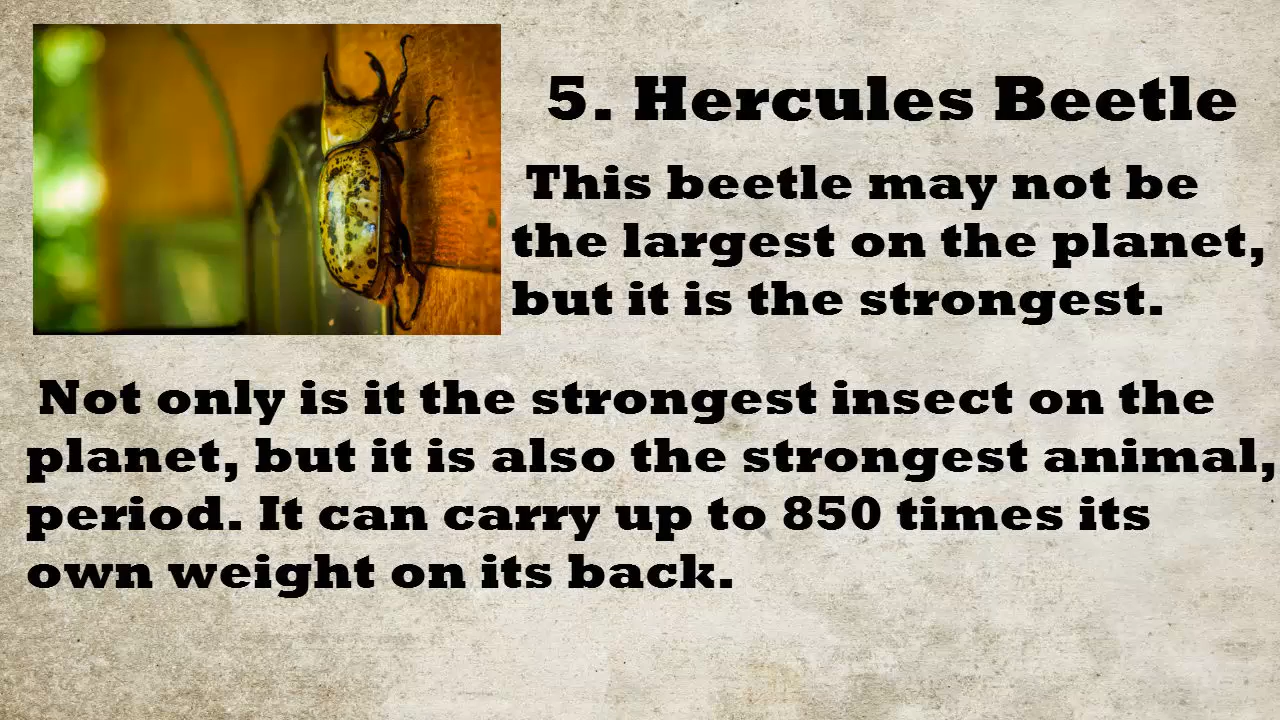 5. Hercules Beetle
This beetle may not be
the largest on the planet,
but it is the strongest.
Not only is it the strongest insect on the
planet, but it is also the strongest animal,
period. It can carry up to 850 times its
own weight on its back.